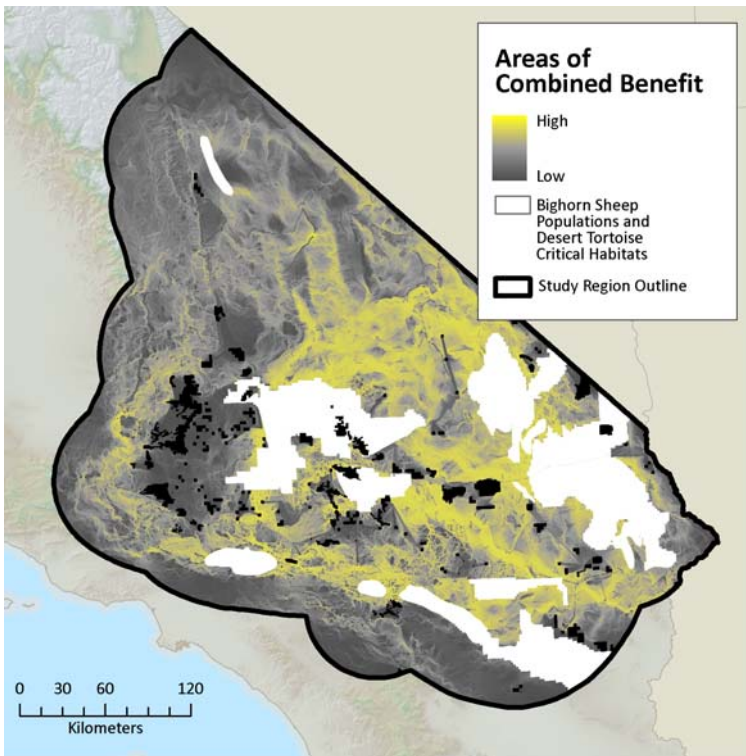 Areas of
Combined Benefit
High
Low
Bighorn Sheep
Populations and
Desert Tortoise
Critical Habitats
Study Region Outline
0 30 60 120
Kilometers